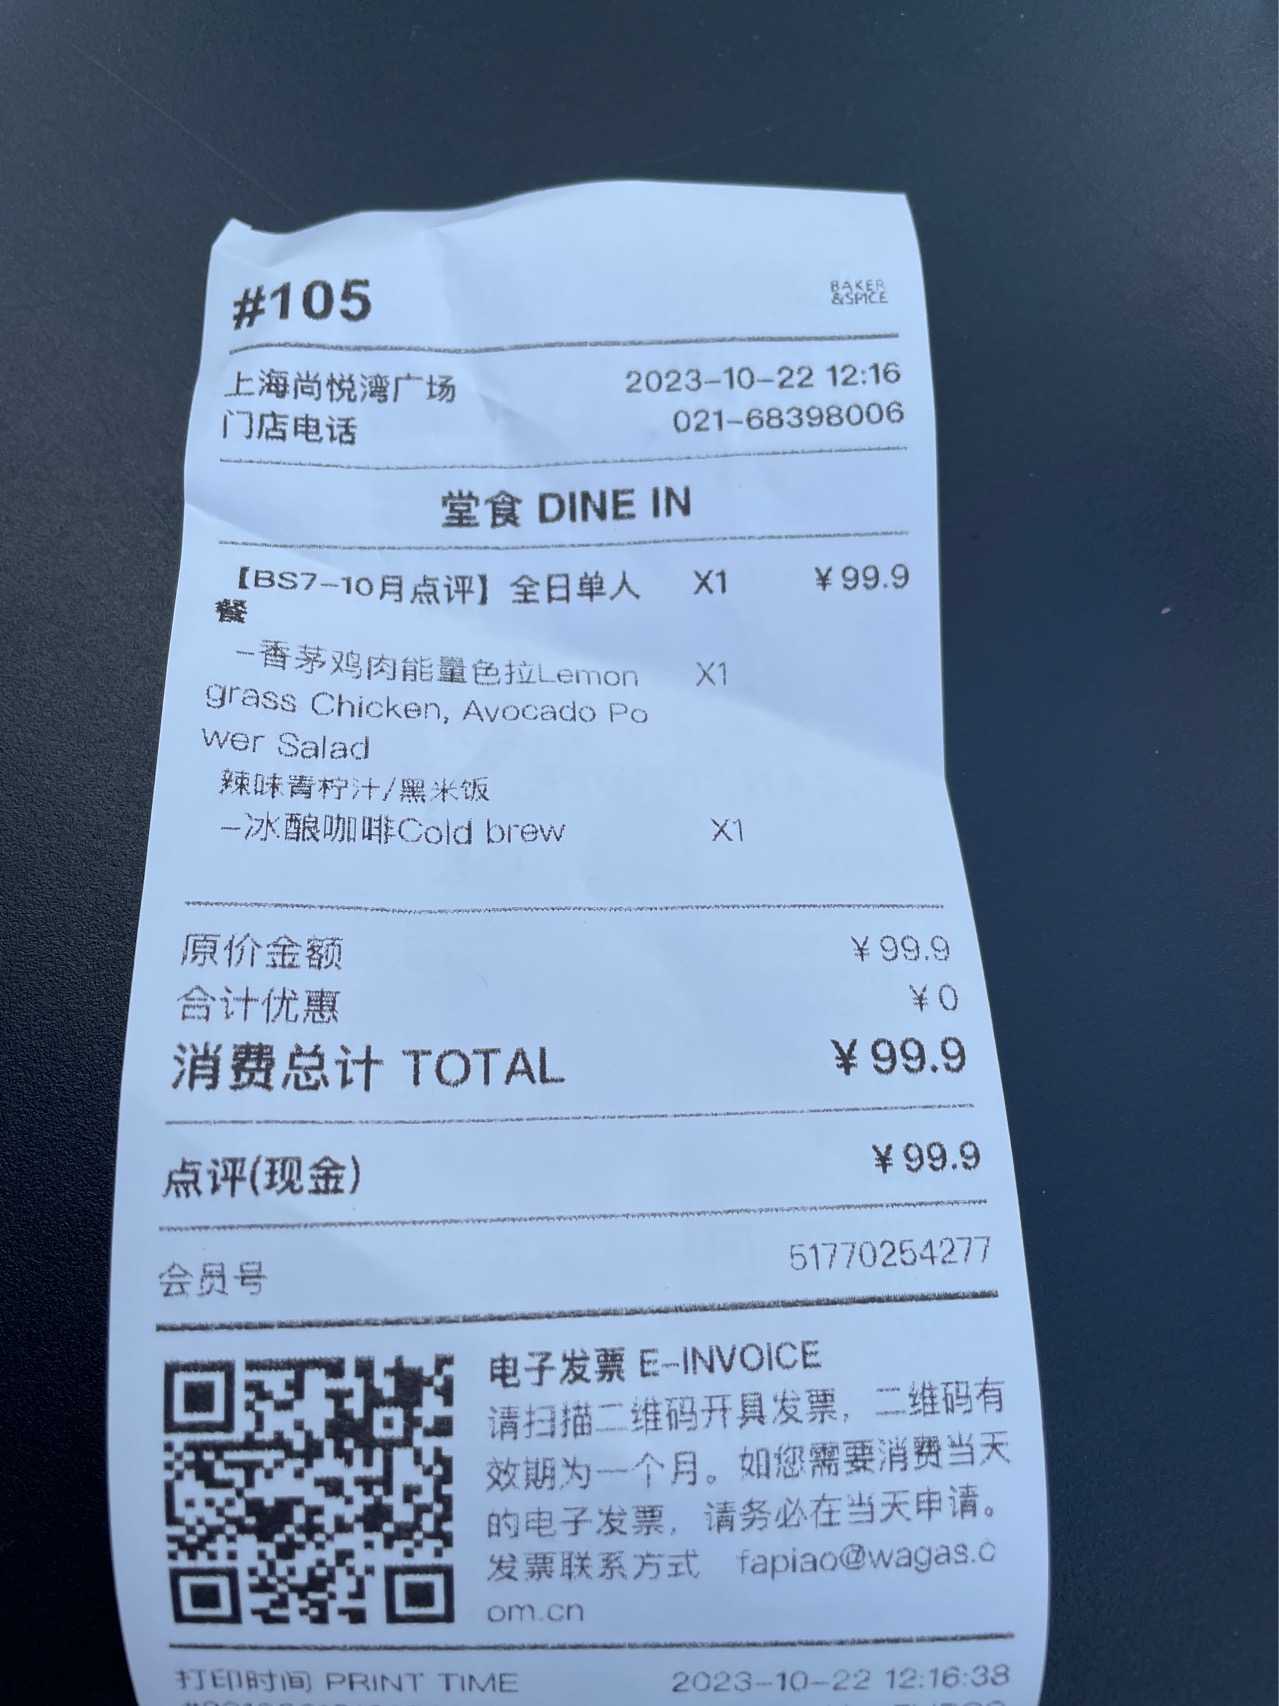 #105
BAKER
&SPICE
上海尚悦湾广场 2023-10-22 12:16
门店电话 021-68398006
堂食 DINE IN
【BS7-10月点评】全日单人 X1 ¥99.9
餐
-香茅鸡肉能量色拉Lemon X1
grass Chicken, Avocado Po
wer Salad
辣味青柠汁/黑米饭
-冰酿咖啡Cold brew X1
原价金额 ¥99.9
合计优惠 ¥0
消费总计 TOTAL ¥99.9
点评(现金) ¥99.9
会员号 51770254277
电子发票 E-INVOICE
请扫描二维码开具发票，二维码有
效期为一个月。如您需要消费当天
的电子发票，请务必在当天申请。
发票联系方式 fapiao@wagas.c
om.cn
打印时间 PRINT TIME 2023-10-22 12:16:38